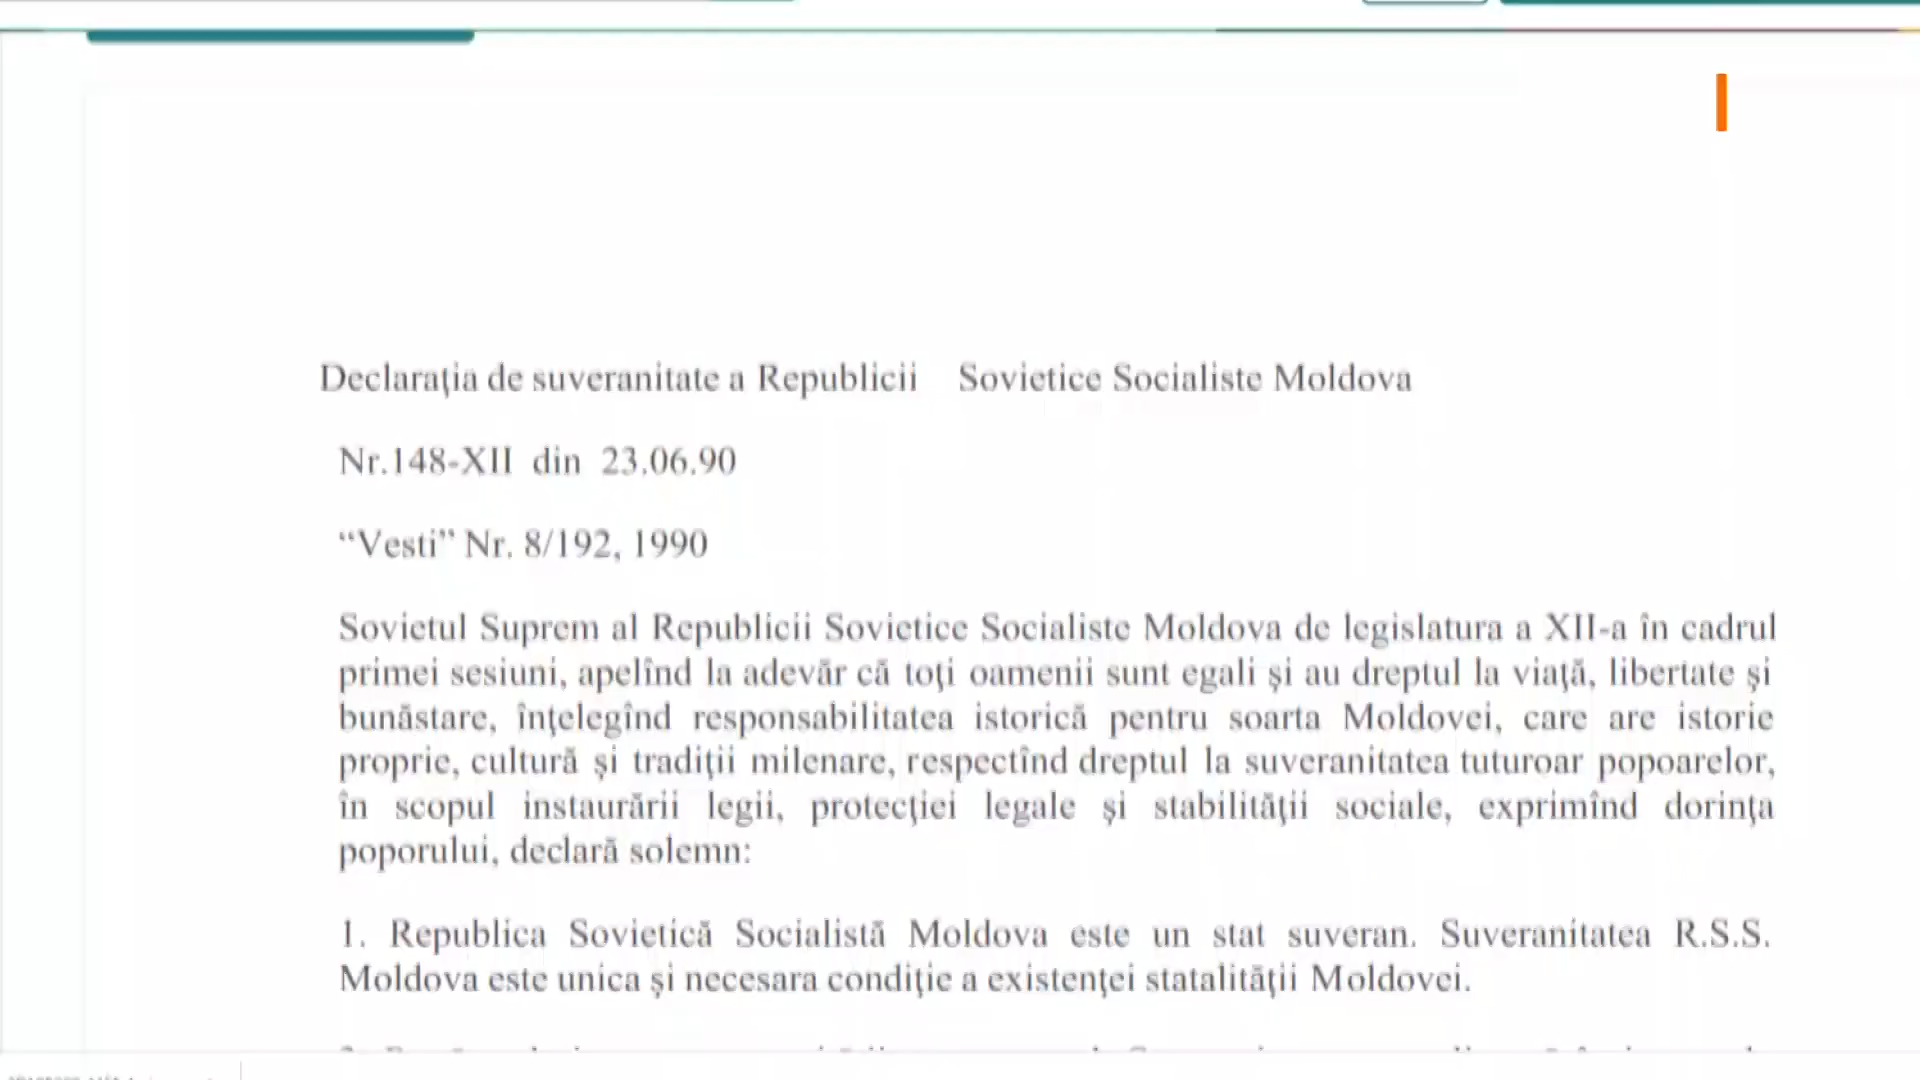 Declaraţia de suveranitate a Republicii Sovietice Socialiste Moldova
Nr.148-XII din 23.06.90
“Vesti” Nr. 8/192, 1990
Sovietul Suprem al Republicii Sovietice Socialiste Moldova de legislatura a XII-a în cadrul
primei sesiuni, apelînd la adevăr că toţi oamenii sunt egali şi au dreptul la viaţă, libertate şi
bunăstare, înţelegînd responsabilitatea istorică pentru soarta Moldovei, care are istorie
proprie, cultură şi tradiţii milenare, respectînd dreptul la suveranitatea tuturoar popoarelor,
în scopul instaurării legii, protecţiei legale şi stabilităţii sociale, exprimînd dorinţa
poporului, declară solemn:
1. Republica Sovietică Socialistă Moldova este un stat suveran. Suveranitatea R.S.S.
Moldova este unica şi necesara condiţie a existenţei statalităţii Moldovei.